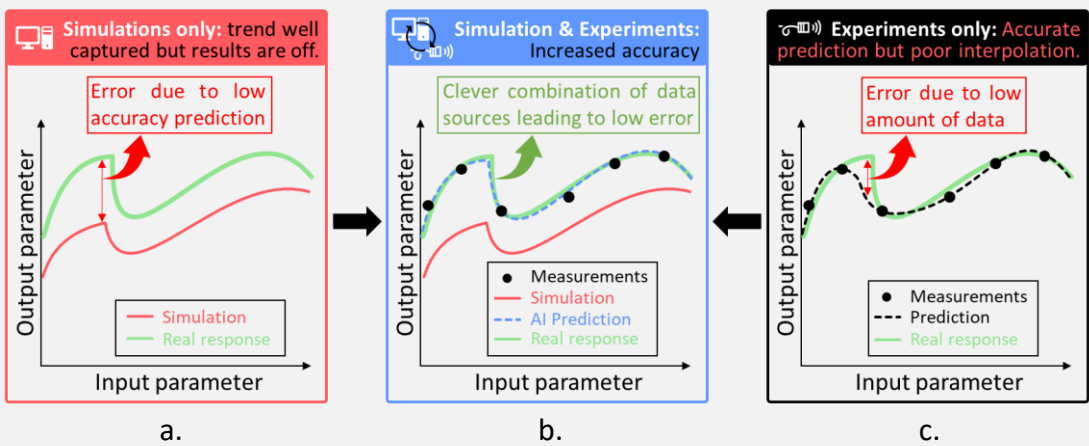 Simulations only: trend well
captured but results are off.
Error due to low
accuracy prediction
Output parameter
Simulation
Real response
Input parameter
a.
Simulation & Experiments:
Increased accuracy
Clever combination of data
sources leading to low error
Output parameter
Measurements
Simulation
AI Prediction
Real response
Input parameter
b.
Experiments only: Accurate
prediction but poor interpolation.
Error due to low
amount of data
Output parameter
Measurements
Prediction
Real response
Input parameter
c.